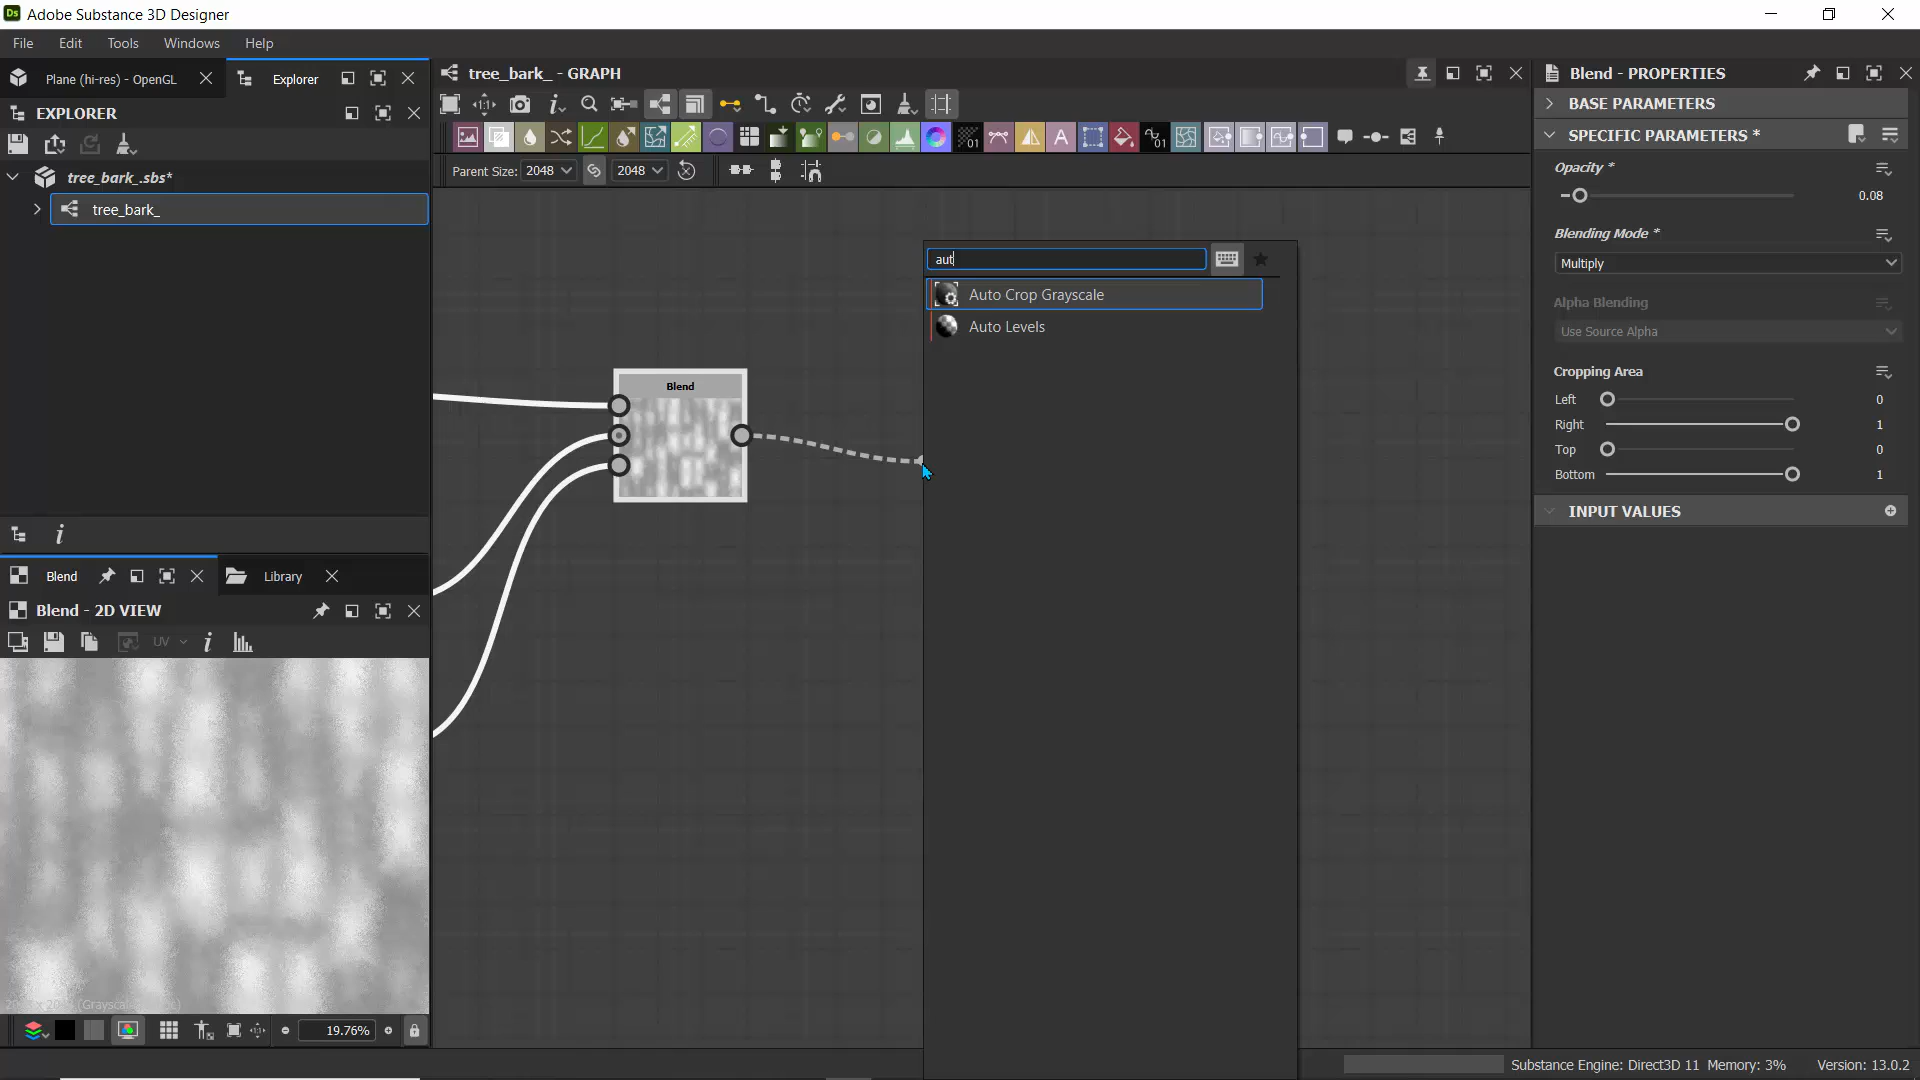 Ds Adobe Substance 3D Designer
File Edit Tools Windows Help
Plane (hi-res) - OpenGL
Explorer
tree_bark_ - GRAPH
Blend - PROPERTIES
EXPLORER
BASE PARAMETERS
SPECIFIC PARAMETERS *
Parent Size: 2048 2048
tree_bark_.sbs*
tree_bark_
Opacity *
0.08
Blending Mode *
Multiply
Alpha Blending
Use Source Alpha
Cropping Area
Left 0
Right 1
Top 0
Bottom 1
INPUT VALUES
aut
Auto Crop Grayscale
Auto Levels
Blend
Blend
Library
Blend - 2D VIEW
UV
19.76%
Substance Engine: Direct3D 11 Memory: 3%
Version: 13.0.2